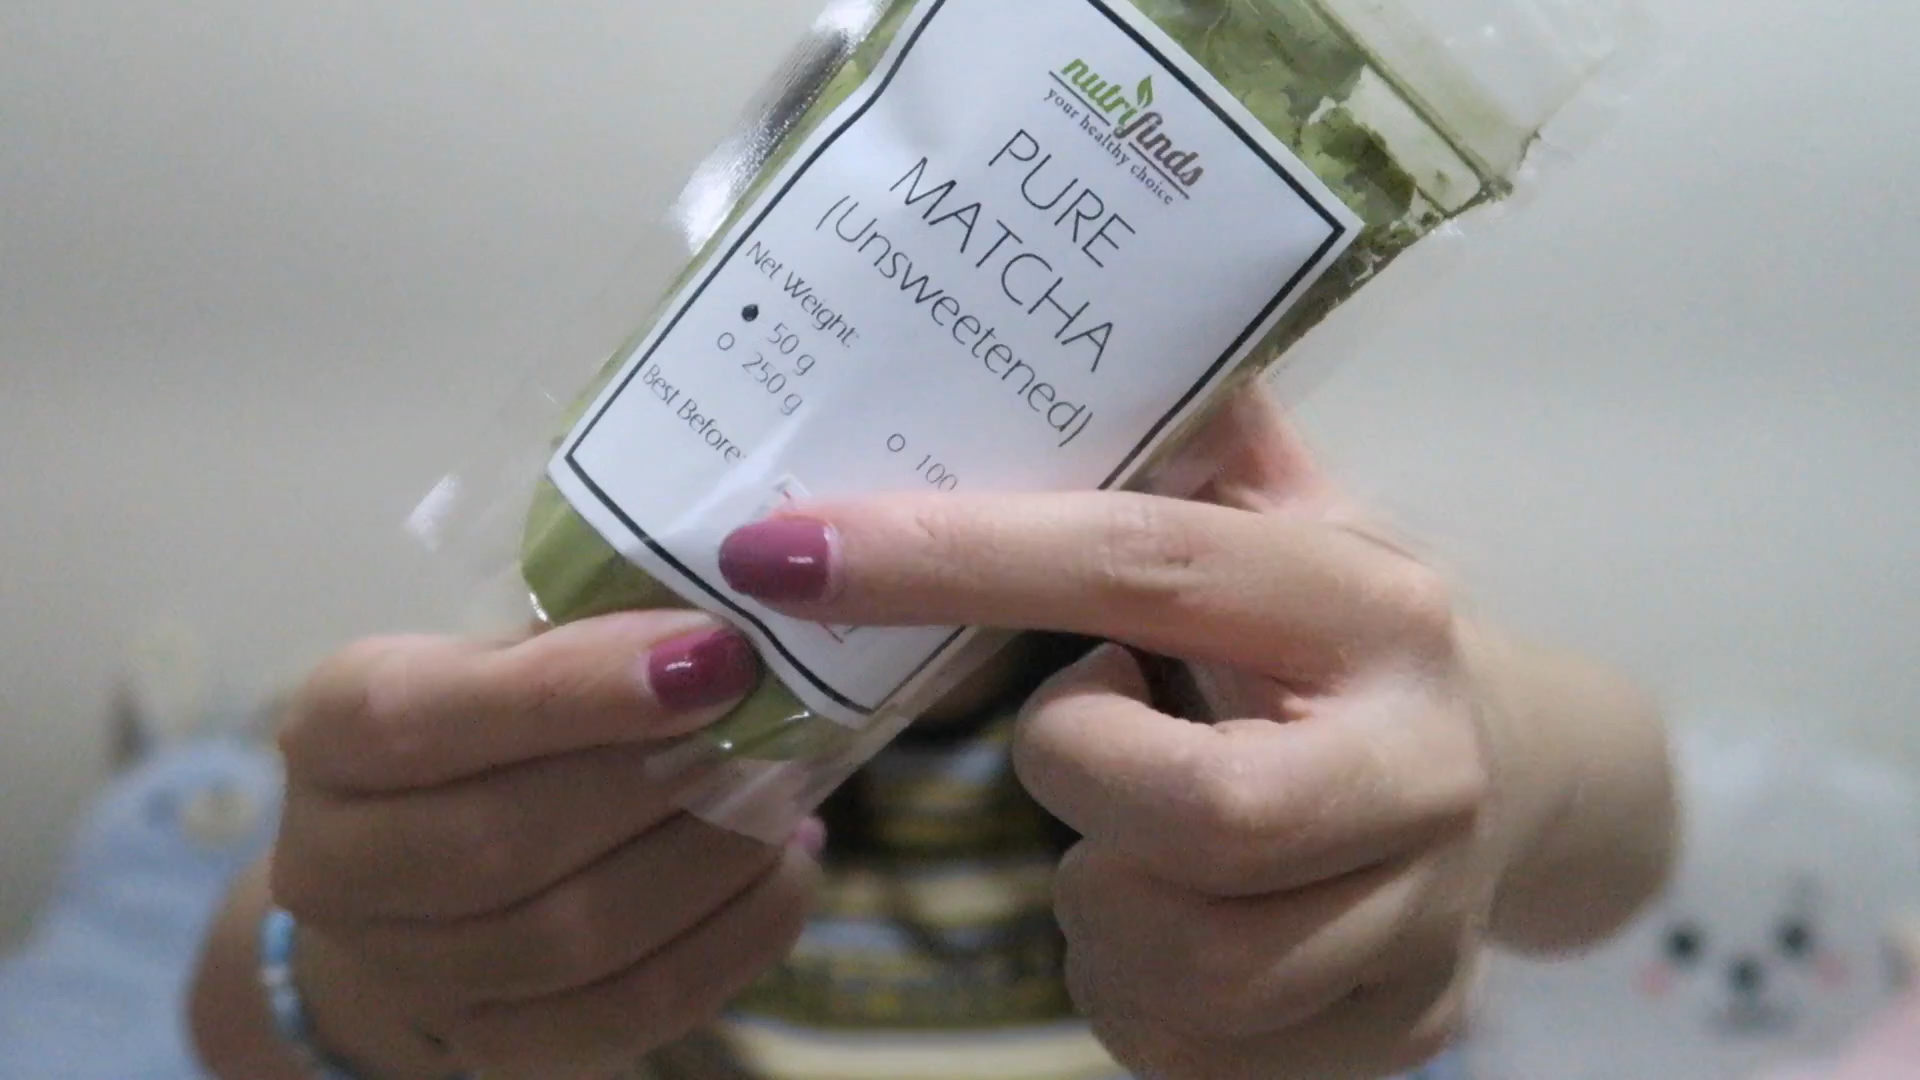 nutrifinds
your healthy choice
PURE
MATCHA
(Unsweetened)
Net Weight:
50 g
250 g
100
Best Before: